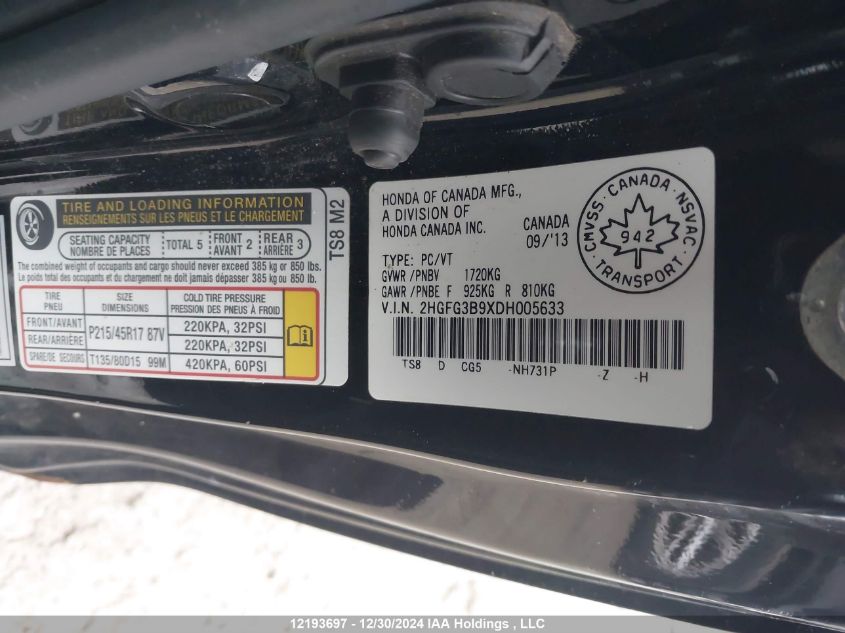 TIRE AND LOADING INFORMATION
RENSEIGNEMENTS SUR LES PNEUS ET LE CHARGEMENT
SEATING CAPACITY
NOMBRE DE PLACES
TOTAL 5
FRONT
AVANT 2
REAR
ARRIÈRE 3
The combined weight of occupants and cargo should never exceed 385 kg or 850 lbs.
Le poids total des occupants et du chargement ne doit jamais dépasser 385 kg ou 850 lb.
TIRE
PNEU
SIZE
DIMENSIONS
COLD TIRE PRESSURE
PRESSION DES PNEUS À FROID
FRONT/AVANT
REAR/ARRIÈRE
P215/45R17 87V
220KPA, 32PSI
220KPA, 32PSI
SPARE/DE SECOURS
T135/80D15 99M
420KPA, 60PSI
TS8 M2
HONDA OF CANADA MFG.,
A DIVISION OF
HONDA CANADA INC.
CANADA
09/'13
TYPE: PC/VT
GVWR /PNBV 1720KG
GAWR /PNBE F 925KG R 810KG
V.I.N. 2HGFG3B9XDH005633
TS8 D CG5 -NH731P -Z -H
CMVSS · CANADA · NSVAC
942
TRANSPORT
12193697 - 12/30/2024 IAA Holdings, LLC